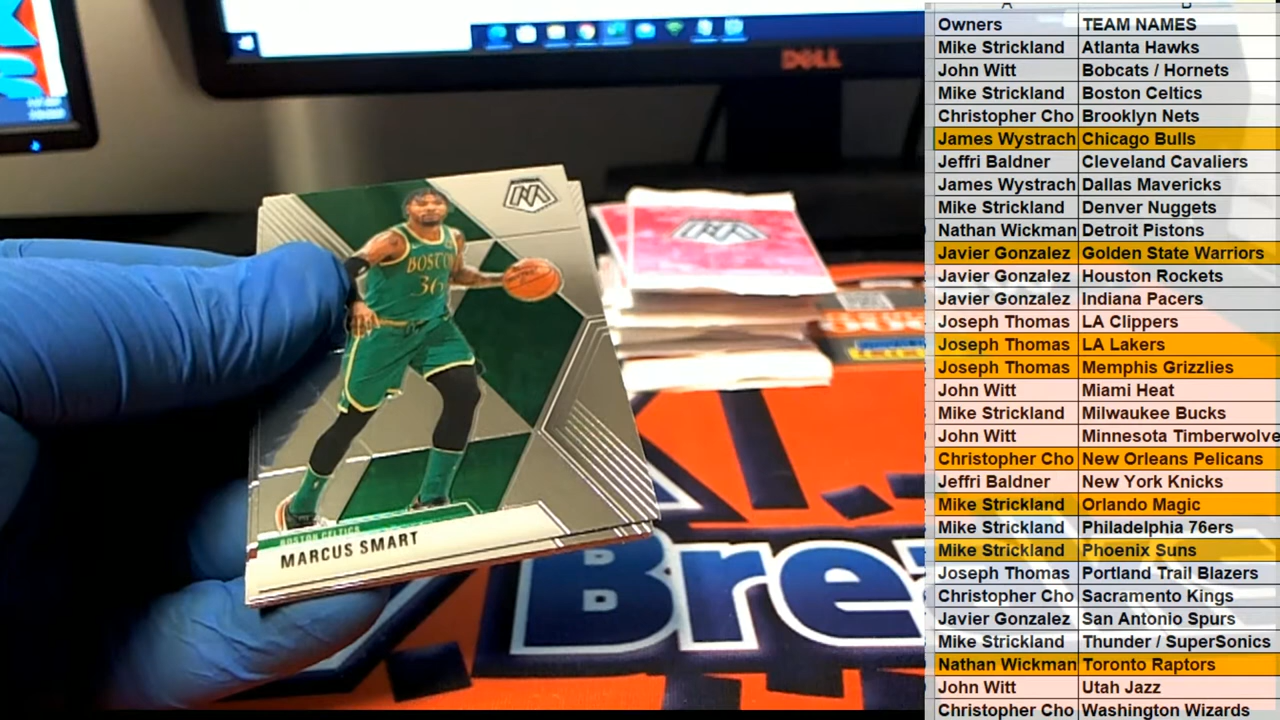 DELL
BOSTON
36
BOSTON CELTICS
MARCUS SMART
Brea
Owners TEAM NAMES
Mike Strickland Atlanta Hawks
John Witt Bobcats / Hornets
Mike Strickland Boston Celtics
Christopher Cho Brooklyn Nets
James Wystrach Chicago Bulls
Jeffri Baldner Cleveland Cavaliers
James Wystrach Dallas Mavericks
Mike Strickland Denver Nuggets
Nathan Wickman Detroit Pistons
Javier Gonzalez Golden State Warriors
Javier Gonzalez Houston Rockets
Javier Gonzalez Indiana Pacers
Joseph Thomas LA Clippers
Joseph Thomas LA Lakers
Joseph Thomas Memphis Grizzlies
John Witt Miami Heat
Mike Strickland Milwaukee Bucks
John Witt Minnesota Timberwolve
Christopher Cho New Orleans Pelicans
Jeffri Baldner New York Knicks
Mike Strickland Orlando Magic
Mike Strickland Philadelphia 76ers
Mike Strickland Phoenix Suns
Joseph Thomas Portland Trail Blazers
Christopher Cho Sacramento Kings
Javier Gonzalez San Antonio Spurs
Mike Strickland Thunder / SuperSonics
Nathan Wickman Toronto Raptors
John Witt Utah Jazz
Christopher Cho Washington Wizards